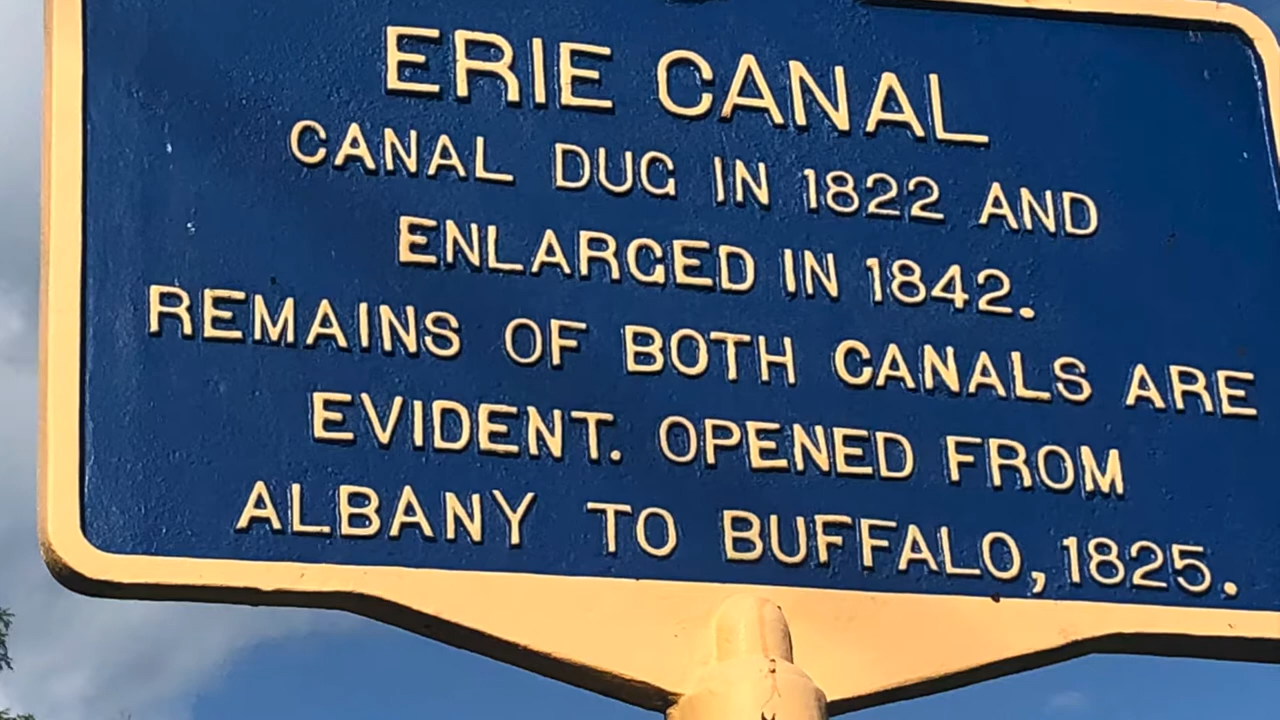 ERIE CANAL
CANAL DUG IN 1822 AND
ENLARGED IN 1842.
REMAINS OF BOTH CANALS ARE
EVIDENT. OPENED FROM
ALBANY TO BUFFALO, 1825.